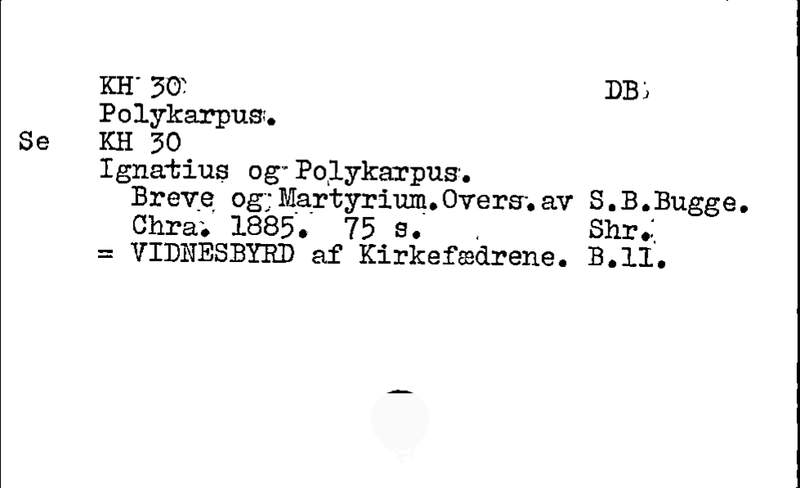 KH 30 DB
Polykarpus.
Se KH 30
Ignatius og Polykarpus.
Breve og Martyrium.Overs.av S.B.Bugge.
Chra. 1885. 75 s. Shr.
= VIDNESBYRD af Kirkefædrene. B.11.